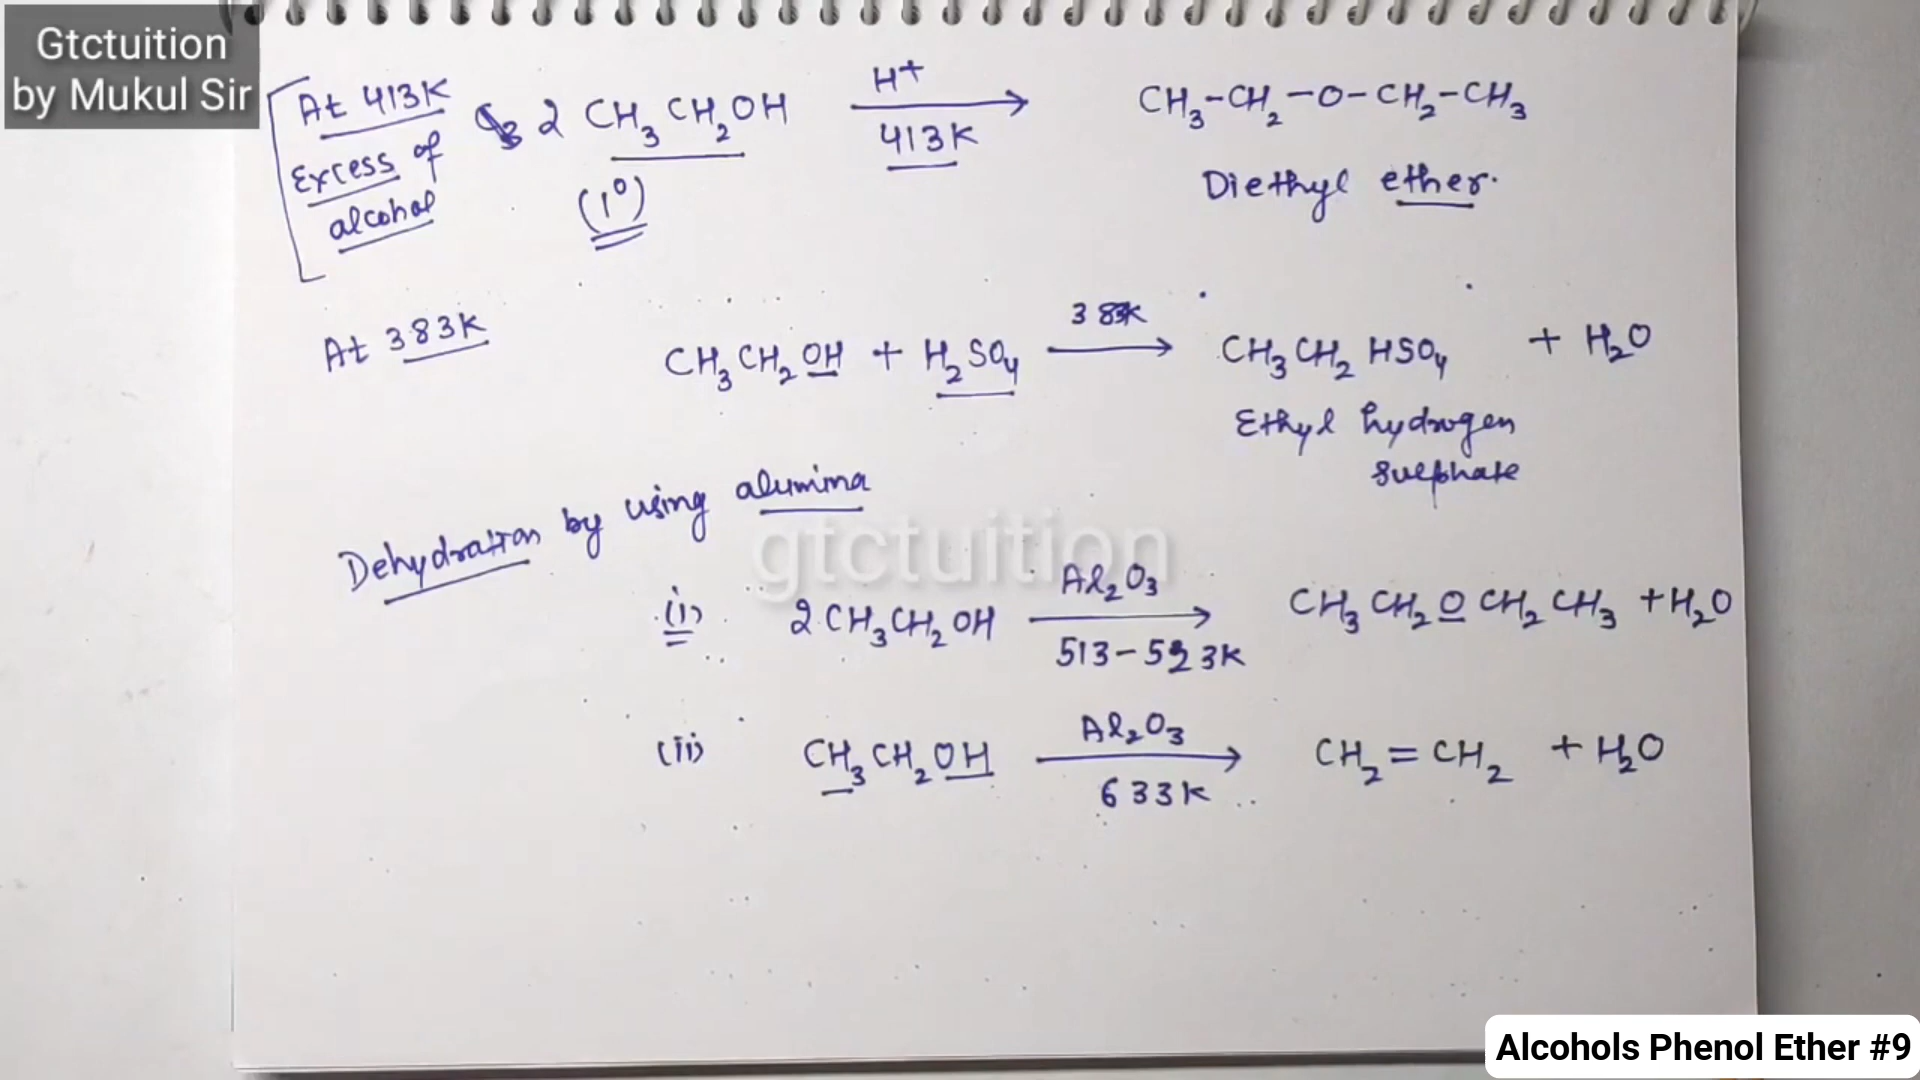 Gtctuition
by Mukul Sir
At 413K
Excess of
alcohol
2 CH₃CH₂OH
(1°)
H⁺
413K
CH₃-CH₂-O-CH₂-CH₃
Diethyl ether.
At 383K
CH₃CH₂OH + H₂SO₄
383K
CH₃CH₂HSO₄ + H₂O
Ethyl hydrogen
sulphate
Dehydration by using alumina
gtctuition
(i) 2CH₃CH₂OH
Al₂O₃
513-523K
CH₃CH₂OCH₂CH₃ + H₂O
(ii) CH₃CH₂OH
Al₂O₃
633K
CH₂=CH₂ + H₂O
Alcohols Phenol Ether #9